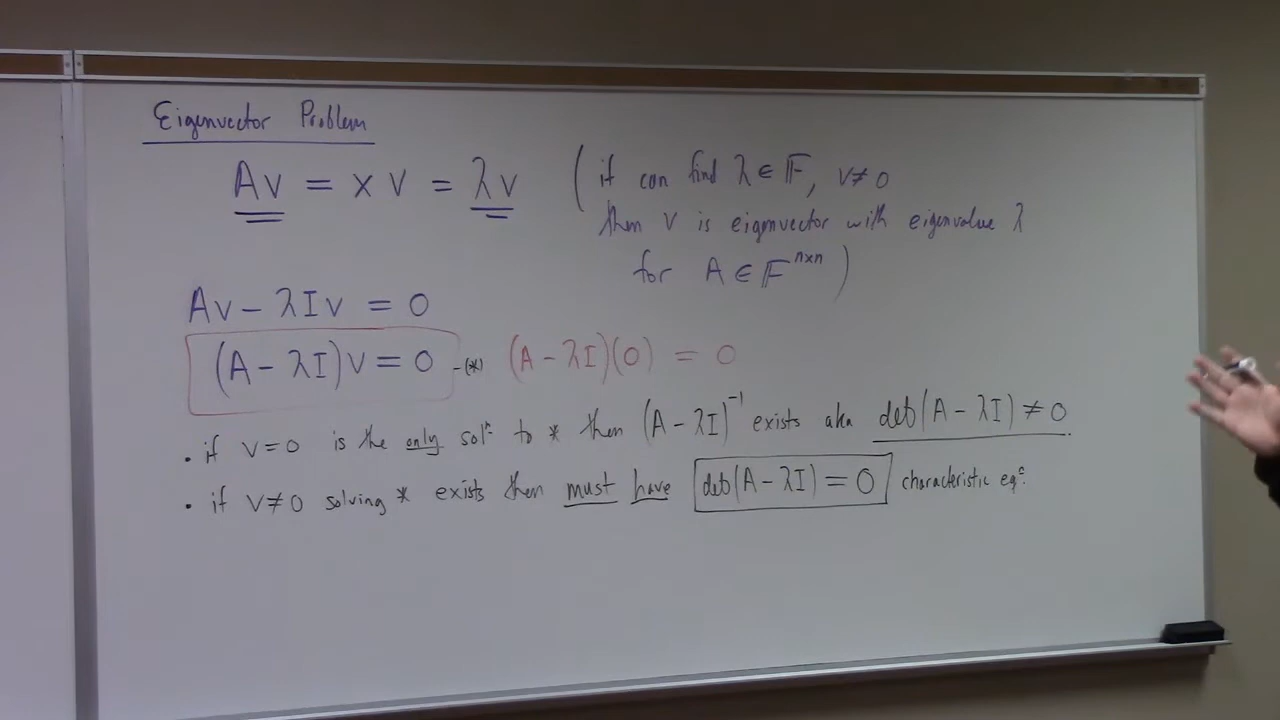 Eigenvector Problem
Av = xv = λv (if can find λ ∈ 𝔽, v ≠ 0
then v is eigenvector with eigenvalue λ
for A ∈ 𝔽ⁿˣⁿ)
Av − λIv = 0
(A − λI)v = 0 -(*) (A − λI)(0) = 0
• if v = 0 is the only solⁿ to * then (A − λI)⁻¹ exists aka det(A − λI) ≠ 0.
• if v ≠ 0 solving * exists then must have det(A − λI) = 0 characteristic eqⁿ.